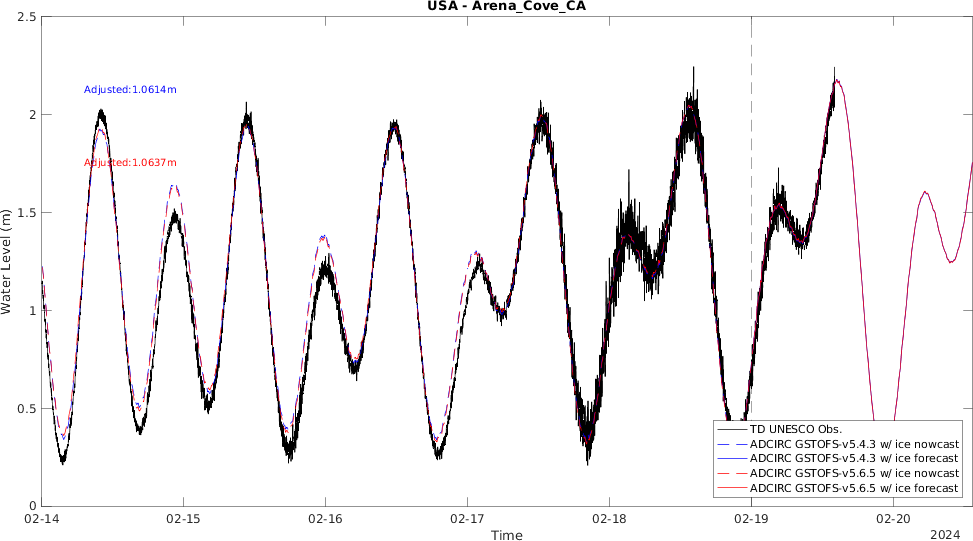 USA - Arena_Cove_CA
2.5
Adjusted:1.0614m
2
Adjusted:1.0637m
1.5
Water Level (m)
1
0.5
0
TD UNESCO Obs.
ADCIRC GSTOFS-v5.4.3 w/ ice nowcast
ADCIRC GSTOFS-v5.4.3 w/ ice forecast
ADCIRC GSTOFS-v5.6.5 w/ ice nowcast
ADCIRC GSTOFS-v5.6.5 w/ ice forecast
02-14 02-15 02-16 02-17 02-18 02-19 02-20
Time
2024